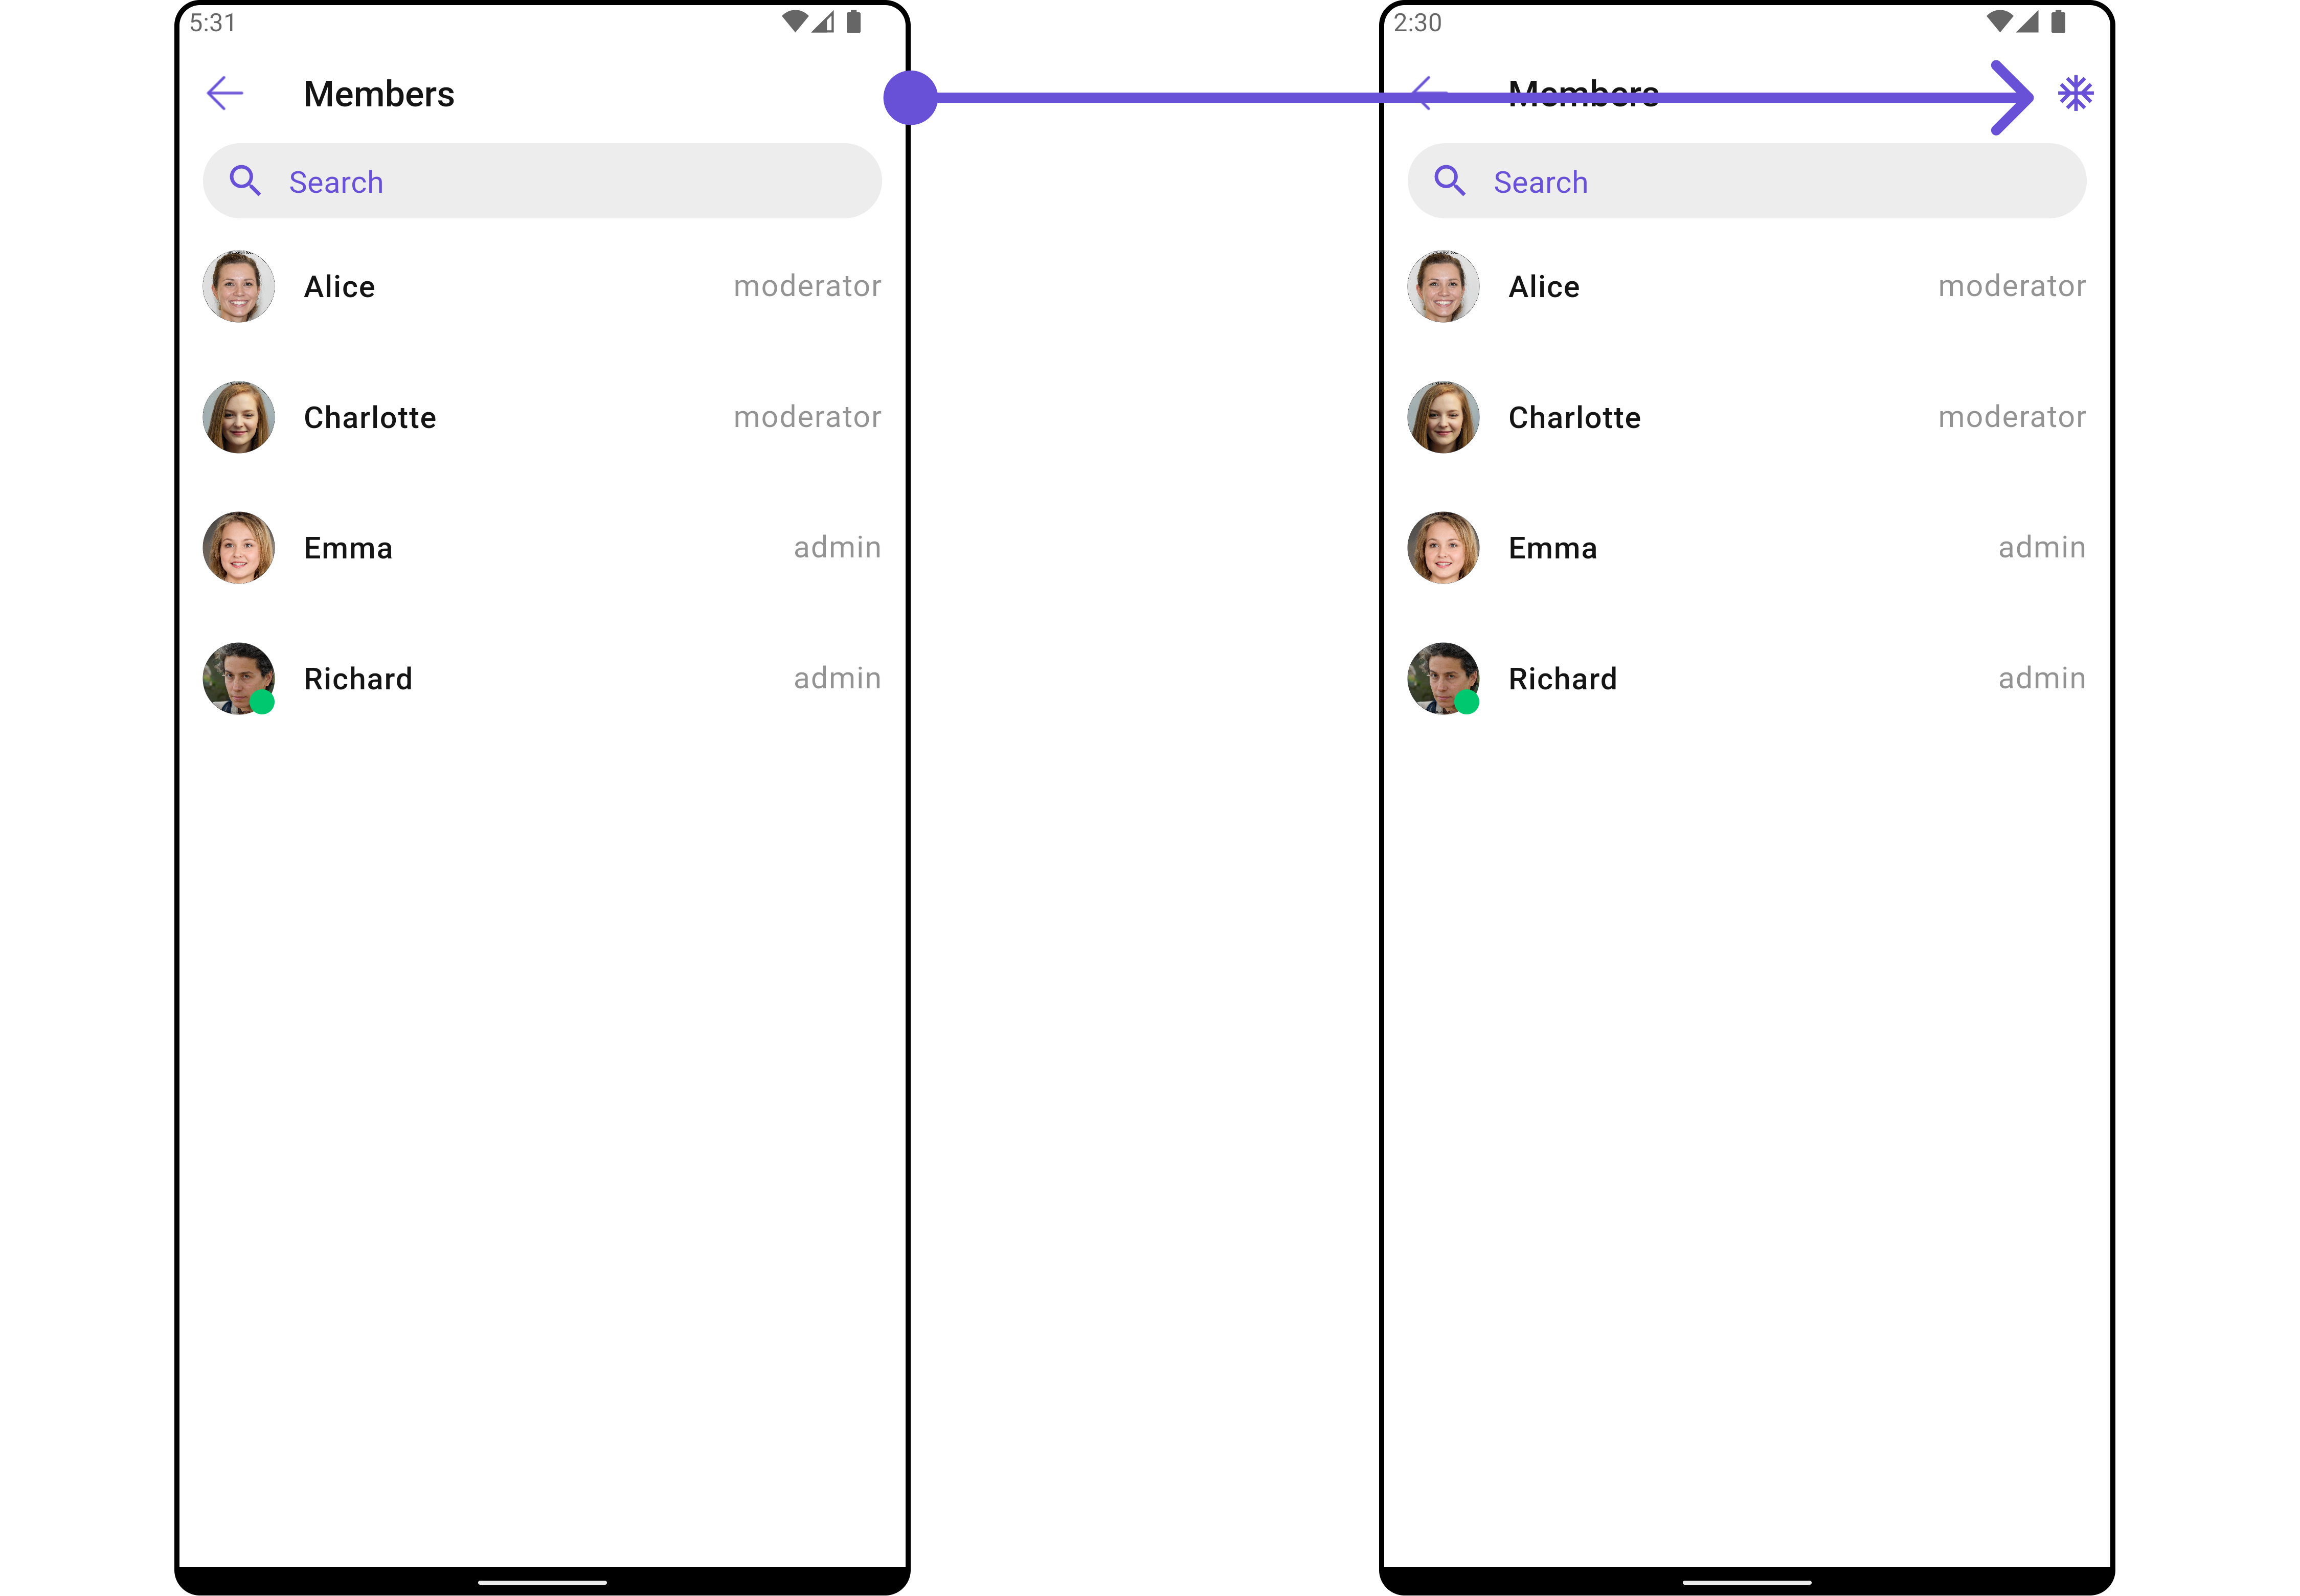 5:31
Members
Search
Alice moderator
Charlotte moderator
Emma admin
Richard admin
2:30
Members
Search
Alice moderator
Charlotte moderator
Emma admin
Richard admin